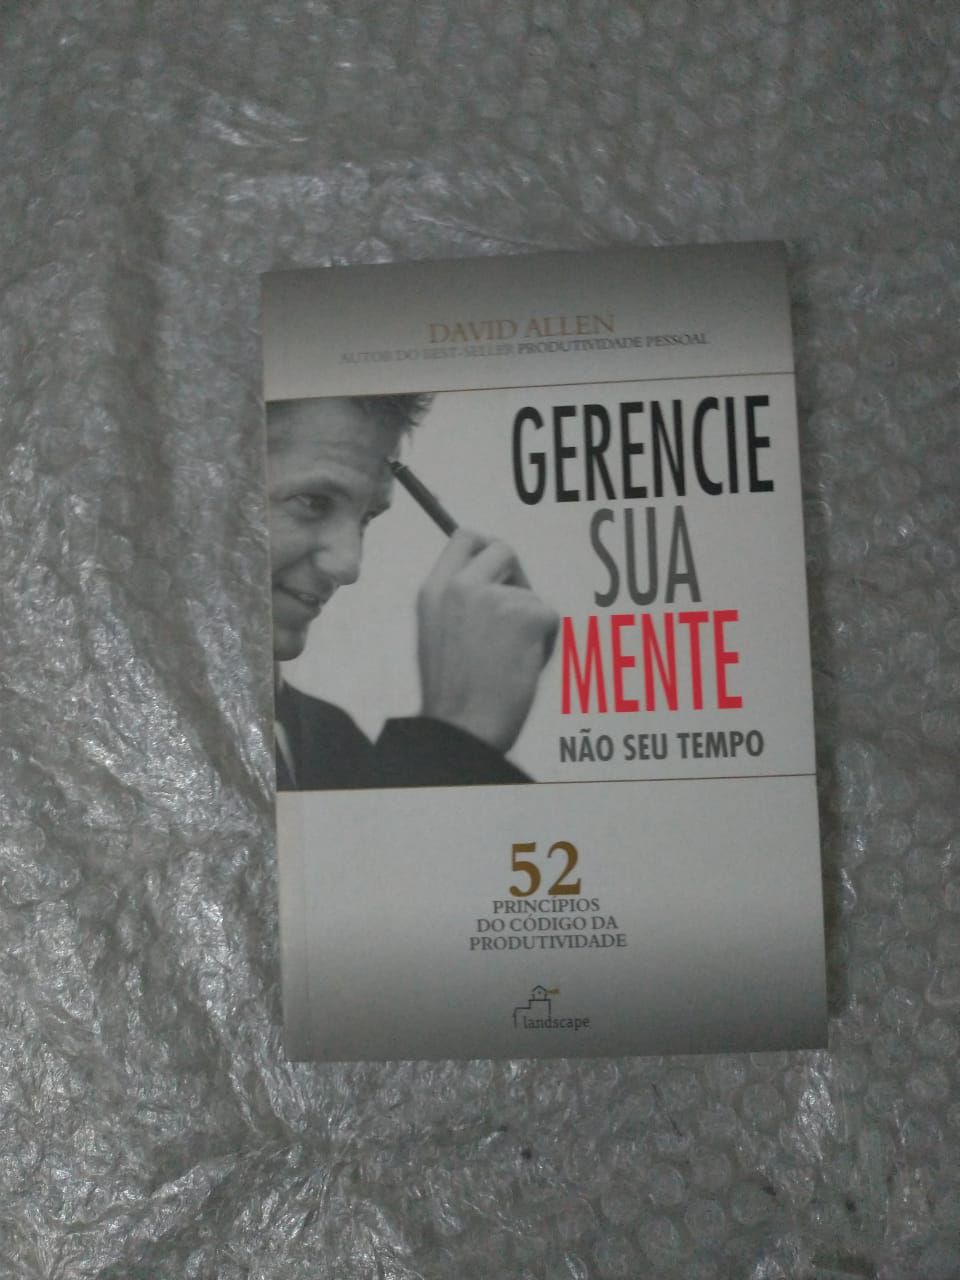 DAVID ALLEN
AUTOR DO BEST-SELLER PRODUTIVIDADE PESSOAL
GERENCIE
SUA
MENTE
NÃO SEU TEMPO
52
PRINCÍPIOS
DO CÓDIGO DA
PRODUTIVIDADE
landscape